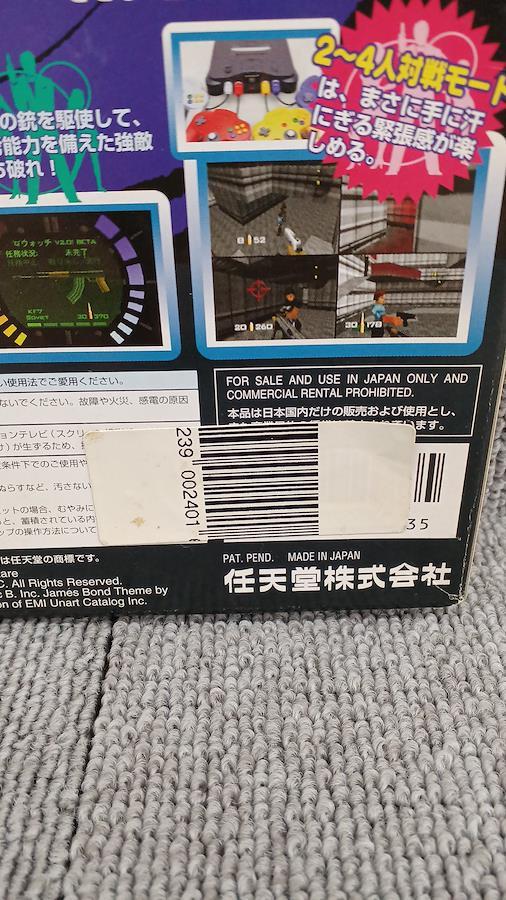 2〜4人対戦モード
は、まさに手に汗
にぎる緊張感が楽
しめる。
の銃を駆使して、
能力を備えた強敵
破れ!
8 52
20 260
30 178
ウォッチ V2.01 BETA
任務状況: 未完了
KF7
Soviet 30 370
い使用法でご愛用ください。
ないでください。故障や火災、感電の原因
ョンテレビ(スクリ
が生ずるため、
条件下でのご使用や
ぬらすなど、汚さない
ットの場合、むやみに
と、蓄積されている内
ップの操作方法につい
は任天堂の商標です。
are
C. All Rights Reserved.
c B. Inc. James Bond Theme by
on of EMI Unart Catalog Inc.
FOR SALE AND USE IN JAPAN ONLY AND
COMMERCIAL RENTAL PROHIBITED.
本品は日本国内だけの販売および使用とし、
239 002401
35
PAT. PEND. MADE IN JAPAN
任天堂株式会社